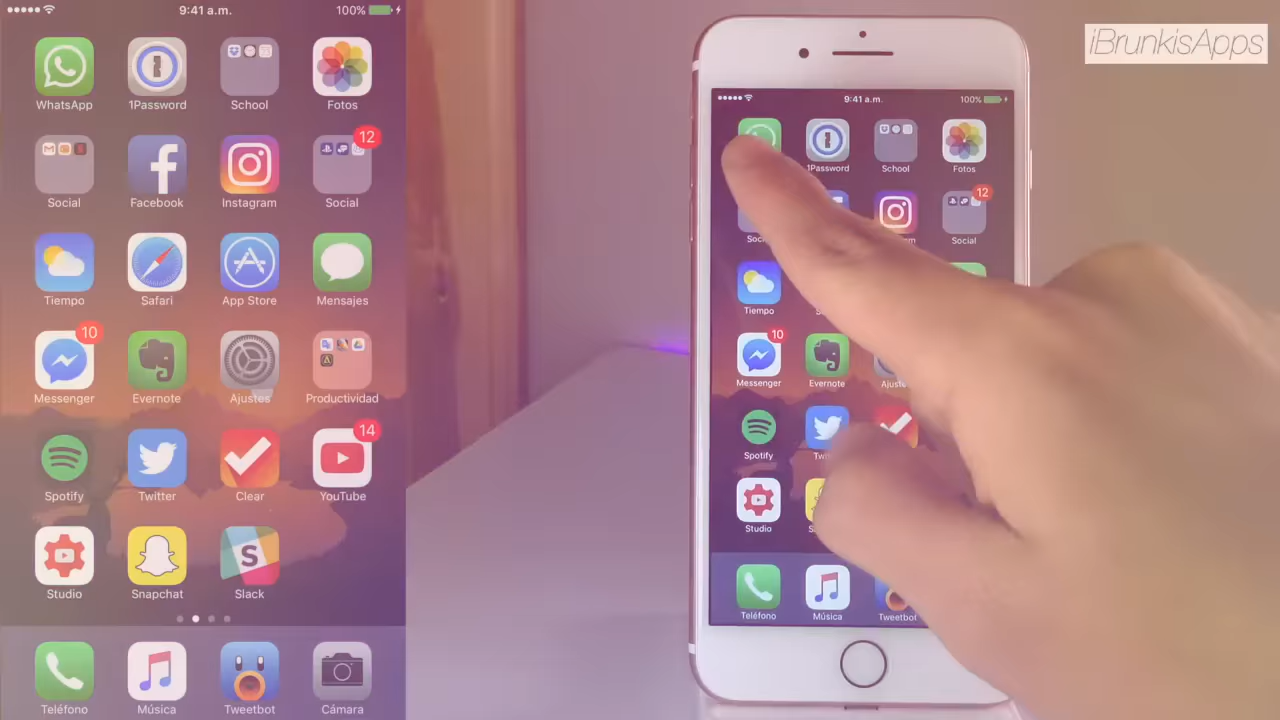 9:41 a.m. 100%
WhatsApp 1Password School Fotos
12
Social Facebook Instagram Social
Tiempo Safari App Store Mensajes
10
Messenger Evernote Ajustes Productividad
14
Spotify Twitter Clear YouTube
S
Studio Snapchat Slack
Teléfono Música Tweetbot Cámara
iBrunkisApps
9:41 a.m. 100%
1Password School Fotos
12
Social
Tiempo
10
Messenger Evernote
Spotify
Studio
Teléfono Música Tweetbot